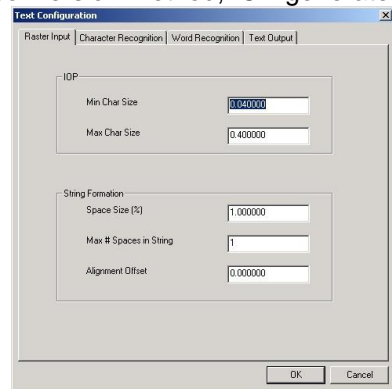 Text Configuration
Raster Input Character Recognition Word Recognition Text Output
IOP
Min Char Size 0.040000
Max Char Size 0.400000
String Formation
Space Size (%) 1.000000
Max # Spaces in String 1
Alignment Offset 0.000000
OK Cancel